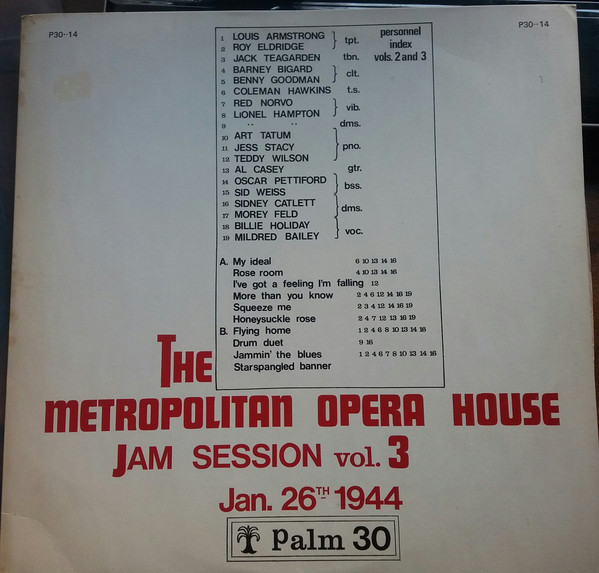 P30-14
P30-14
personnel
index
vols. 2 and 3
1 LOUIS ARMSTRONG
2 ROY ELDRIDGE
tpt.
3 JACK TEAGARDEN tbn.
4 BARNEY BIGARD
5 BENNY GOODMAN
clt.
6 COLEMAN HAWKINS t.s.
7 RED NORVO
8 LIONEL HAMPTON
vib.
9 " " dms.
10 ART TATUM
11 JESS STACY
12 TEDDY WILSON
pno.
13 AL CASEY gtr.
14 OSCAR PETTIFORD
15 SID WEISS
bss.
16 SIDNEY CATLETT
17 MOREY FELD
dms.
18 BILLIE HOLIDAY
19 MILDRED BAILEY
voc.
A. My ideal 6 10 13 14 16
Rose room 4 10 13 14 16
I've got a feeling I'm falling 12
More than you know 2 4 6 12 14 16 19
Squeeze me 2 3 4 12 14 16 19
Honeysuckle rose 2 4 7 12 13 16 19
B. Flying home 1 2 4 6 8 10 13 14 16
Drum duet 9 16
Jammin' the blues 1 2 4 6 7 8 10 13 14 16
Starspangled banner
THE
METROPOLITAN OPERA HOUSE
JAM SESSION vol. 3
Jan. 26TH 1944
Palm 30